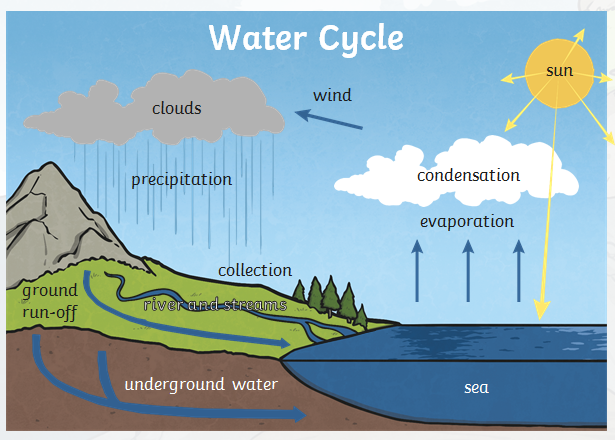 Water Cycle
sun
wind
clouds
condensation
precipitation
evaporation
collection
ground
run-off
river and streams
underground water
sea